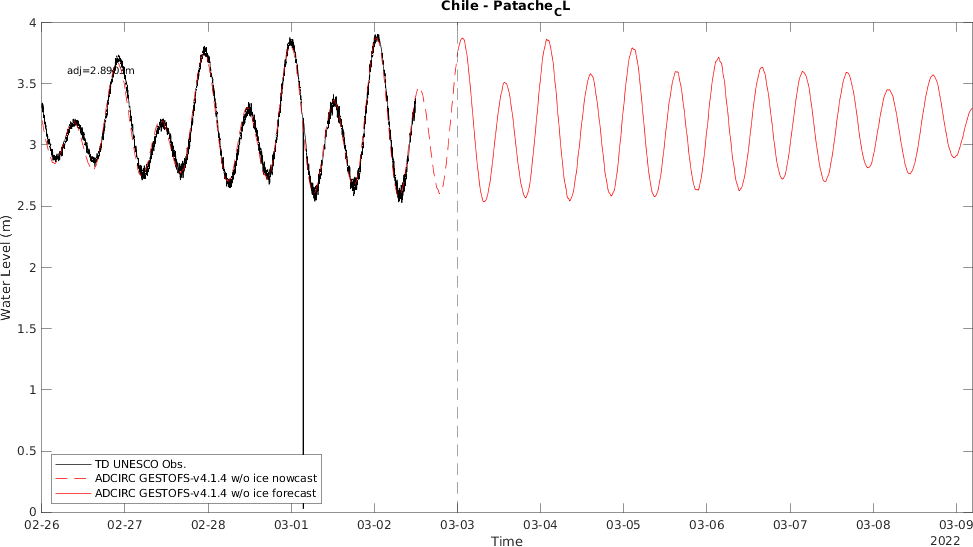 Chile - Patache_CL
4
3.5
3
2.5
2
1.5
1
0.5
0
Water Level (m)
adj=2.8903m
TD UNESCO Obs.
ADCIRC GESTOFS-v4.1.4 w/o ice nowcast
ADCIRC GESTOFS-v4.1.4 w/o ice forecast
02-26 02-27 02-28 03-01 03-02 03-03 03-04 03-05 03-06 03-07 03-08 03-09
Time
2022